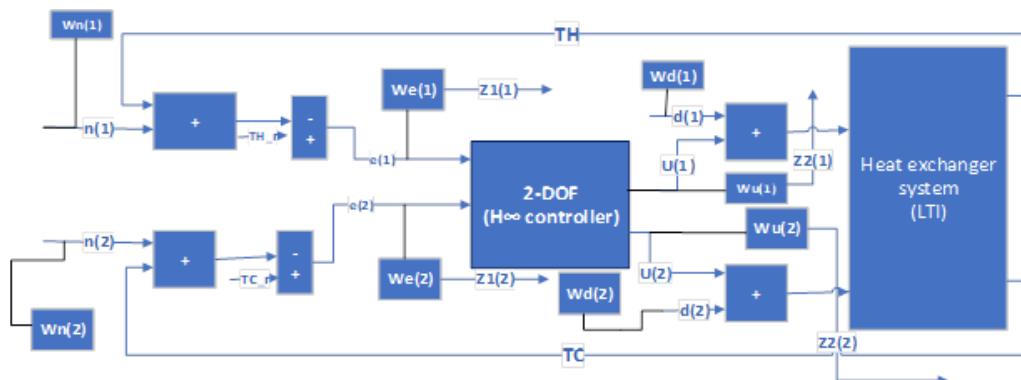 Wn(1)
TH
We(1)
Z1(1)
Wd(1)
n(1)
+
-
+
TH_r
e(1)
d(1)
+
U(1)
Z2(1)
Wu(1)
Heat exchanger
system
(LTI)
2-DOF
(H∞ controller)
e(2)
n(2)
+
-
+
TC_r
Wu(2)
We(2)
Z1(2)
Wd(2)
U(2)
+
d(2)
Wn(2)
Z2(2)
TC